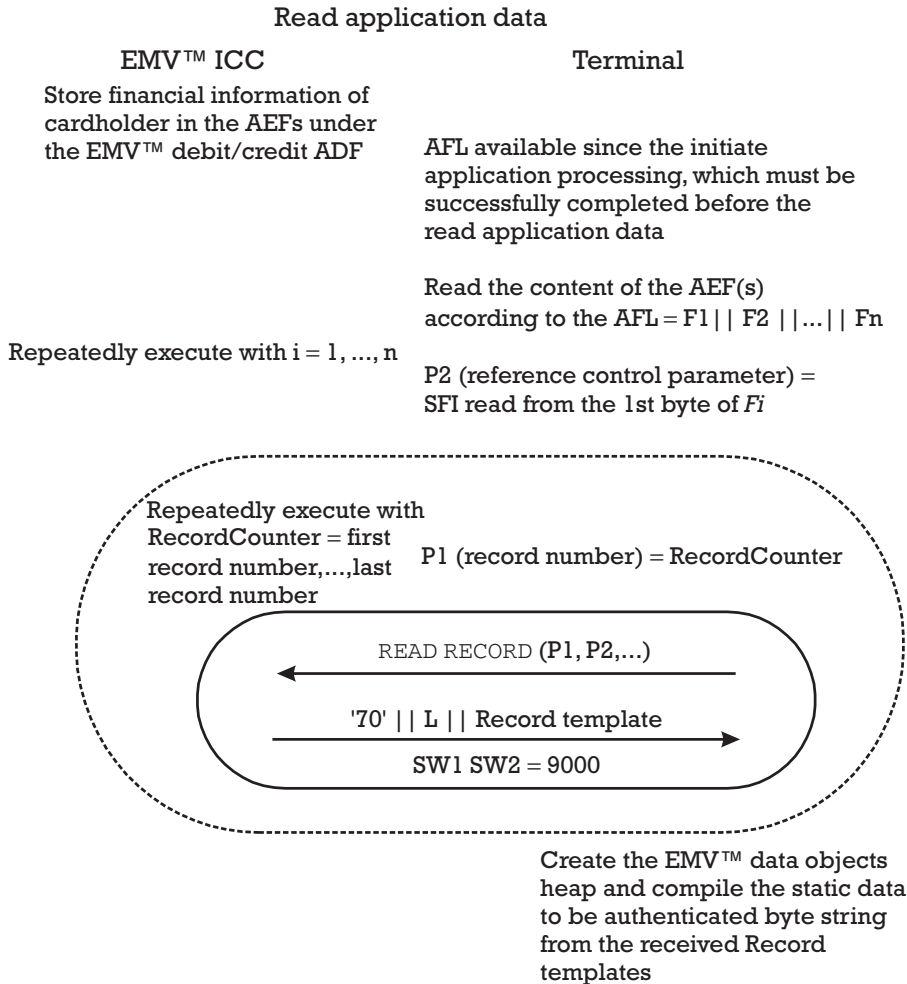 Read application data
EMV™ ICC
Terminal
Store financial information of
cardholder in the AEFs under
the EMV™ debit/credit ADF
AFL available since the initiate
application processing, which must be
successfully completed before the
read application data
Read the content of the AEF(s)
according to the AFL = F1|| F2 ||...|| Fn
Repeatedly execute with i = 1, ..., n
P2 (reference control parameter) =
SFI read from the 1st byte of Fi
Repeatedly execute with
RecordCounter = first
record number,...,last
record number
P1 (record number) = RecordCounter
READ RECORD (P1, P2,...)
'70' || L || Record template
SW1 SW2 = 9000
Create the EMV™ data objects
heap and compile the static data
to be authenticated byte string
from the received Record
templates